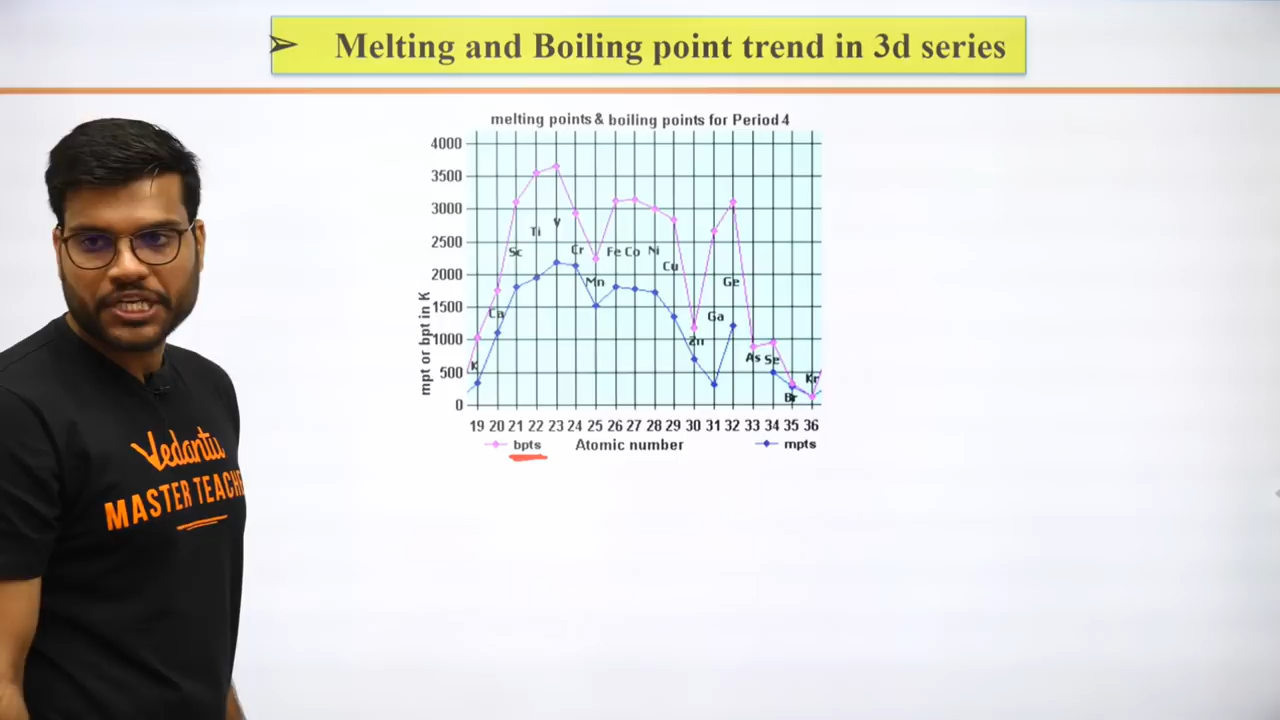 ➢ Melting and Boiling point trend in 3d series
melting points & boiling points for Period 4
4000
3500
3000
2500
2000
1500
1000
500
0
mpt or bpt in K
K
Ca
Sc
Ti
V
Cr
Mn
Fe Co Ni
Cu
Zn
Ga
Ge
As Se
Br
Kr
19 20 21 22 23 24 25 26 27 28 29 30 31 32 33 34 35 36
bpts Atomic number mpts
Vedantu
MASTER TEACHE